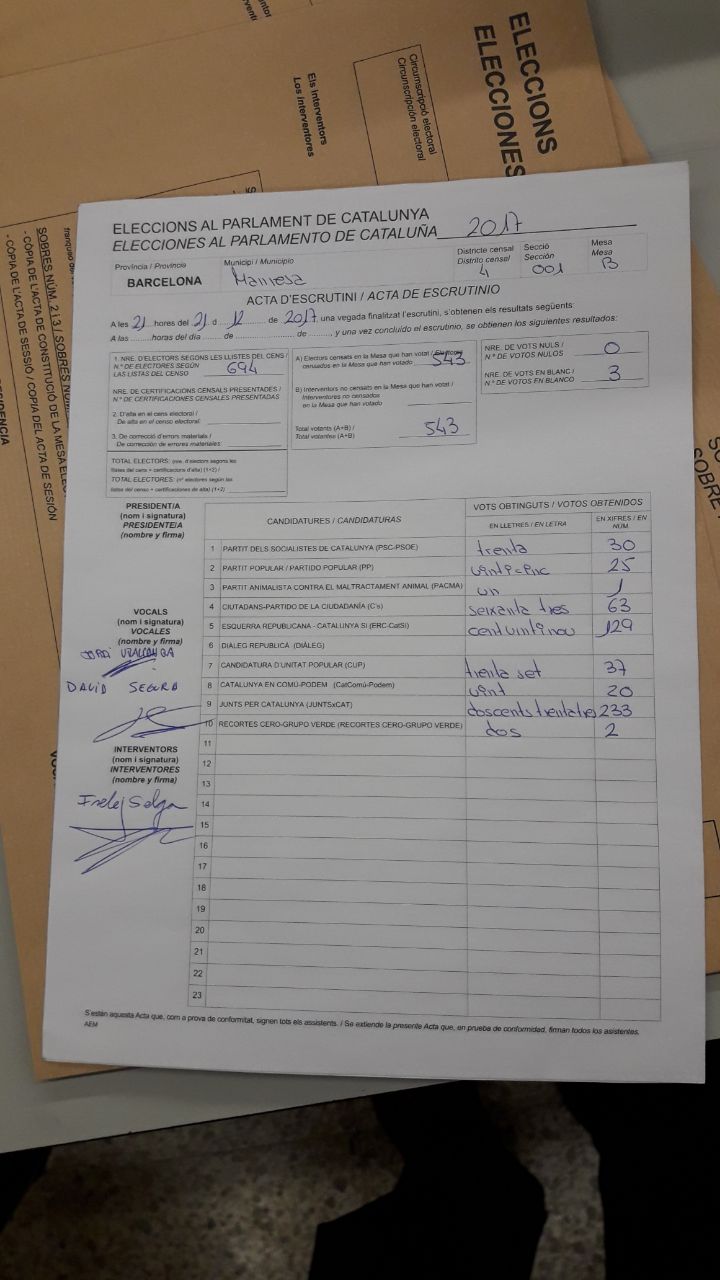 ELECCIONS
ELECCIONES
Circumscripció electoral
Circunscripción electoral
Els interventors
Los interventores
SOBRES NÚM. 2 i 3 / SOBRES NÚM
- CÒPIA DE L'ACTA DE CONSTITUCIÓ DE LA MESA ELE
- CÒPIA DE L'ACTA DE SESSIÓ / COPIA DEL ACTA DE SESIÓN
SOBRE
ELECCIONS AL PARLAMENT DE CATALUNYA
ELECCIONES AL PARLAMENTO DE CATALUÑA 2017
Província / Provincia Municipi / Municipio Districte censal Secció Mesa
Distrito censal Sección Mesa
BARCELONA Manresa 4 001 B
ACTA D'ESCRUTINI / ACTA DE ESCRUTINIO
A les 21 hores del 21 d 12 de 2017, una vegada finalitzat l'escrutini, s'obtenen els resultats següents:
A las ........ horas del día ........ de ........ de ........, y una vez concluido el escrutinio, se obtienen los siguientes resultados:
1. NRE. D'ELECTORS SEGONS LES LLISTES DEL CENS /
N.º DE ELECTORES SEGÚN
LAS LISTAS DEL CENSO 694
NRE. DE CERTIFICACIONS CENSALS PRESENTADES /
N.º DE CERTIFICACIONES CENSALES PRESENTADAS
2. D'alta en el cens electoral /
De alta en el censo electoral:
3. De correcció d'errors materials /
De corrección de errores materiales:
TOTAL ELECTORS: (nre. d'electors segons les
llistes del cens + certificacions d'alta) (1+2) /
TOTAL ELECTORES: (nº electores según las
listas del censo + certificaciones de alta) (1+2)
A) Electors censats en la Mesa que han votat / Electores
censados en la Mesa que han votado 543
B) Interventors no censats en la Mesa que han votat /
Interventores no censados
en la Mesa que han votado
Total votants (A+B) /
Total votantes (A+B) 543
NRE. DE VOTS NULS /
N.º DE VOTOS NULOS 0
NRE. DE VOTS EN BLANC /
N.º DE VOTOS EN BLANCO 3
PRESIDENT/A
(nom i signatura)
PRESIDENTE/A
(nombre y firma)
VOCALS
(nom i signatura)
VOCALES
(nombre y firma)
DAVID SEGURA
INTERVENTORS
(nom i signatura)
INTERVENTORES
(nombre y firma)
CANDIDATURES / CANDIDATURAS VOTS OBTINGUTS / VOTOS OBTENIDOS
EN LLETRES / EN LETRA EN XIFRES / EN NÚM.
1 PARTIT DELS SOCIALISTES DE CATALUNYA (PSC-PSOE) trenta 30
2 PARTIT POPULAR / PARTIDO POPULAR (PP) vint-i-cinc 25
3 PARTIT ANIMALISTA CONTRA EL MALTRACTAMENT ANIMAL (PACMA) un 1
4 CIUTADANS-PARTIDO DE LA CIUDADANÍA (C's) seixanta tres 63
5 ESQUERRA REPUBLICANA - CATALUNYA SÍ (ERC-CatSí) centvintinou 129
6 DIÀLEG REPUBLICÀ (DIÀLEG)
7 CANDIDATURA D'UNITAT POPULAR (CUP) trenta set 37
8 CATALUNYA EN COMÚ-PODEM (CatComú-Podem) vint 20
9 JUNTS PER CATALUNYA (JUNTSxCAT) doscents trentatres 233
10 RECORTES CERO-GRUPO VERDE (RECORTES CERO-GRUPO VERDE) dos 2
11
12
13
14
15
16
17
18
19
20
21
22
23
S'estén aquesta Acta que, com a prova de conformitat, signen tots els assistents. / Se extiende la presente Acta que, en prueba de conformidad, firman todos los asistentes.
AEM